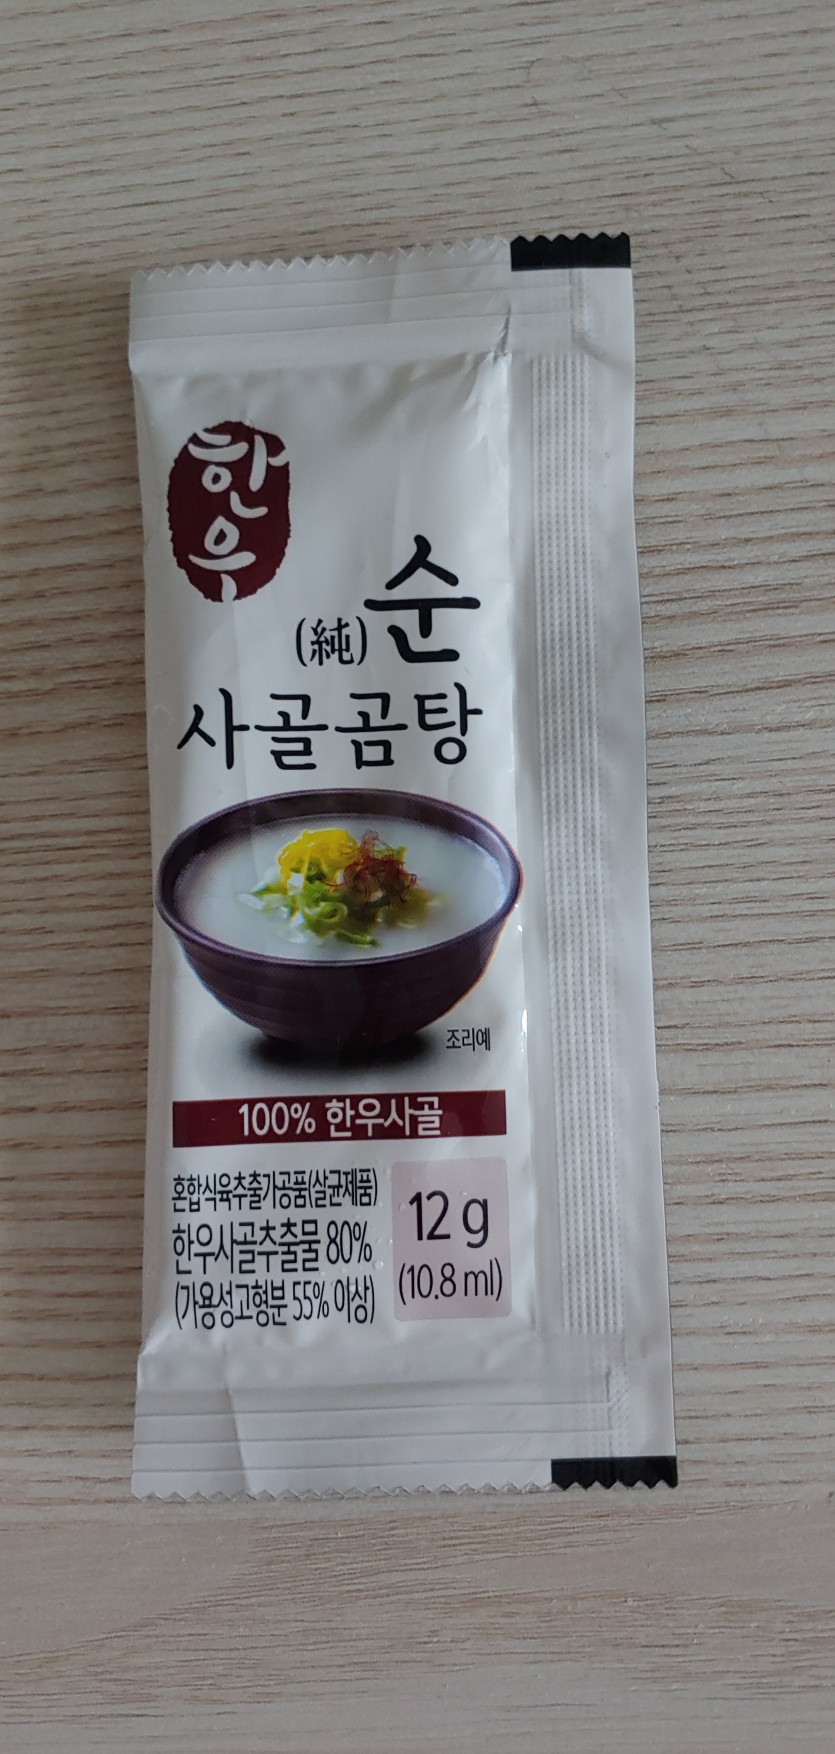 한우
(純)순
사골곰탕
조리예
100% 한우사골
혼합식육추출가공품(살균제품)
한우사골추출물 80%
(가용성고형분 55% 이상)
12 g
(10.8 ml)